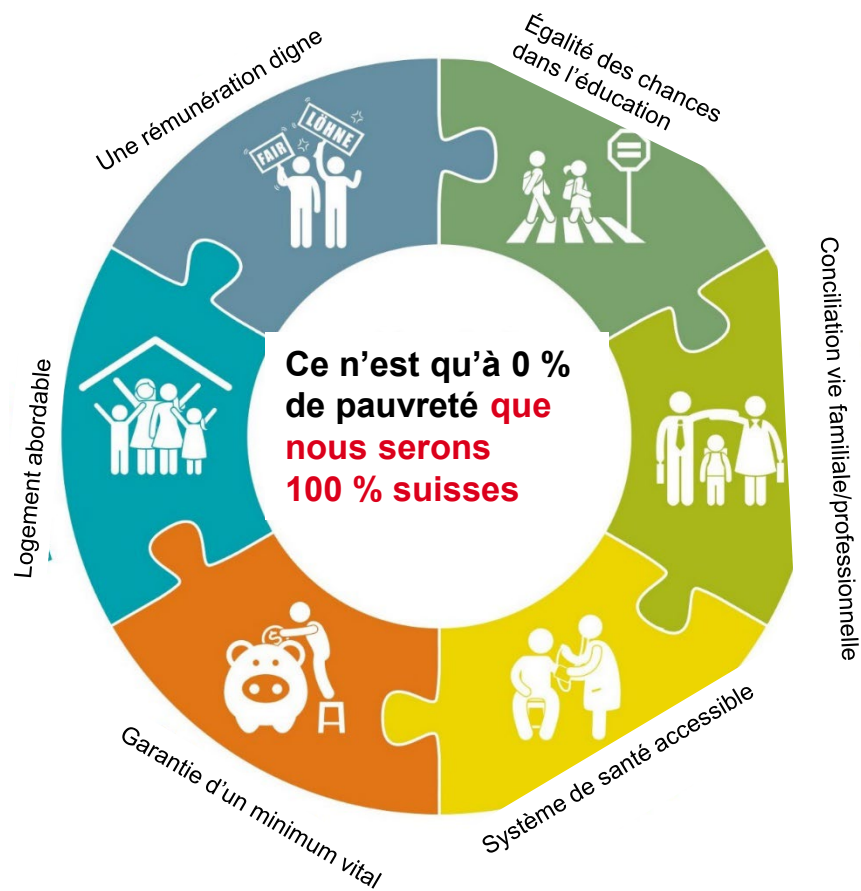 Une rémunération digne
Égalité des chances
dans l’éducation
FAIR
LÖHNE
Conciliation vie familiale/professionnelle
Ce n’est qu’à 0 %
de pauvreté que
nous serons
100 % suisses
Logement abordable
Système de santé accessible
Garantie d’un minimum vital